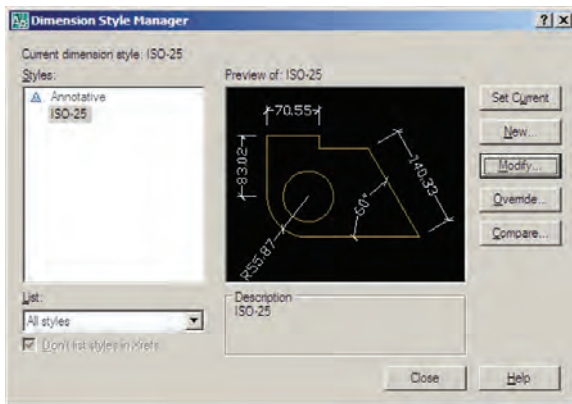 Dimension Style Manager
Current dimension style: ISO-25
Styles:
Annotative
ISO-25
Preview of: ISO-25
70.55
83.02
140.33
60°
R55.87
Set Current
New...
Modify...
Override...
Compare...
List:
All styles
Don't list styles in Xrefs
Description
ISO-25
Close
Help